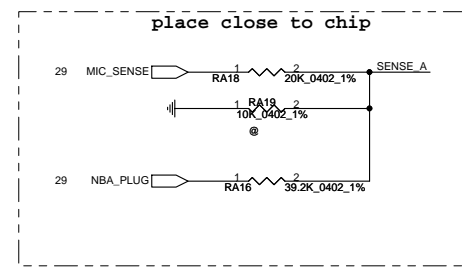 place close to chip
29 MIC_SENSE 1 2 SENSE_A
RA18 20K_0402_1%
1 RA19 2
10K_0402_1%
@
29 NBA_PLUG 1 2
RA16 39.2K_0402_1%